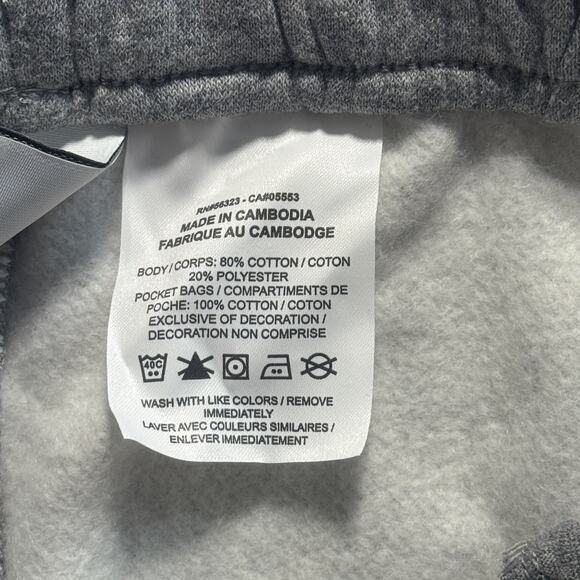 RN#56323 - CA#05553
MADE IN CAMBODIA
FABRIQUE AU CAMBODGE
BODY / CORPS: 80% COTTON / COTON
20% POLYESTER
POCKET BAGS / COMPARTIMENTS DE
POCHE: 100% COTTON / COTON
EXCLUSIVE OF DECORATION /
DECORATION NON COMPRISE
40C
WASH WITH LIKE COLORS / REMOVE
IMMEDIATELY
LAVER AVEC COULEURS SIMILAIRES /
ENLEVER IMMEDIATEMENT